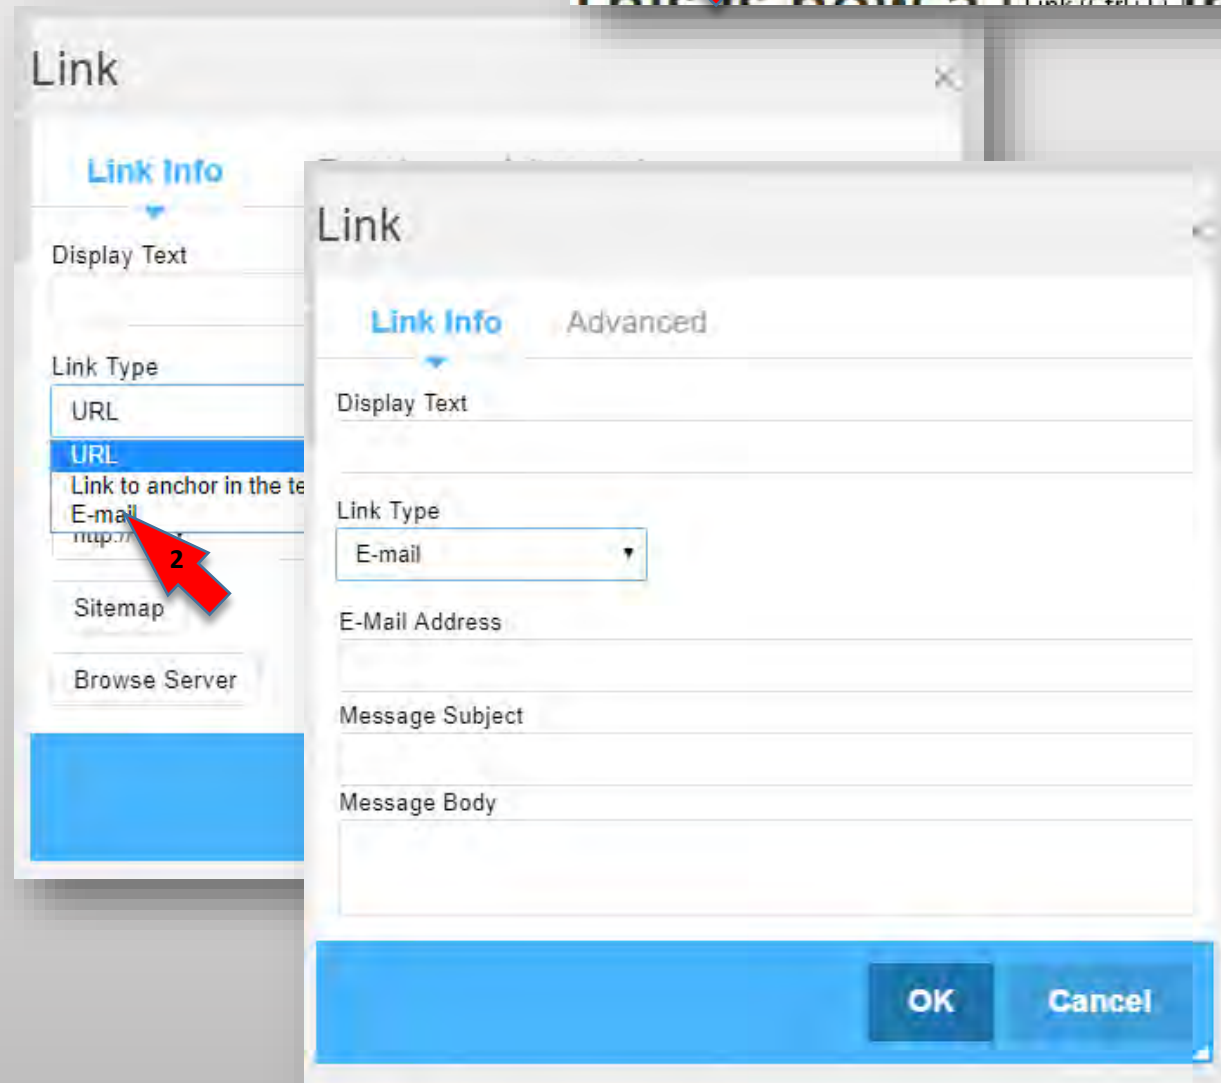 Link
Link Info
Display Text
Link Type
URL
URL
Link to anchor in the te
E-mail
http://
2
Sitemap
Browse Server
Link
Link Info Advanced
Display Text
Link Type
E-mail
E-Mail Address
Message Subject
Message Body
OK Cancel